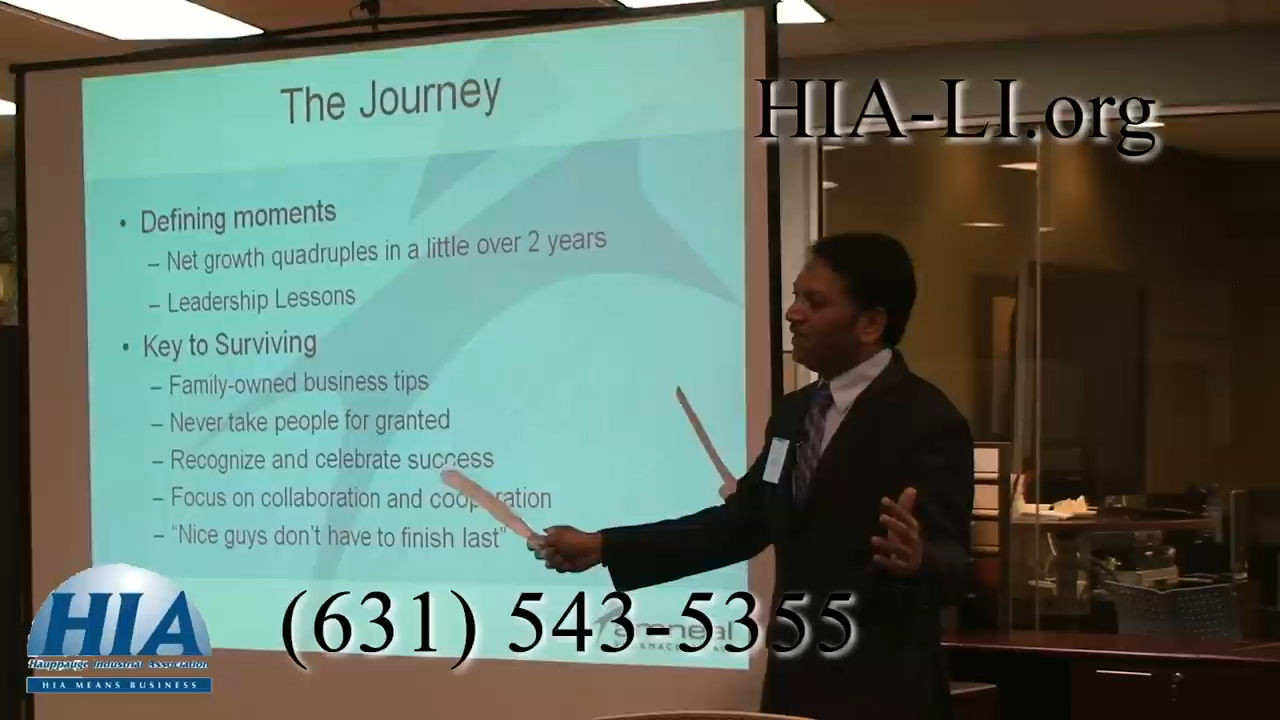 The Journey
HIA-LI.org
• Defining moments
– Net growth quadruples in a little over 2 years
– Leadership Lessons
• Key to Surviving
– Family-owned business tips
– Never take people for granted
– Recognize and celebrate success
– Focus on collaboration and cooperation
– “Nice guys don’t have to finish last”
(631) 543-5355
amneal
HIA
Hauppauge Industrial Association
HIA MEANS BUSINESS